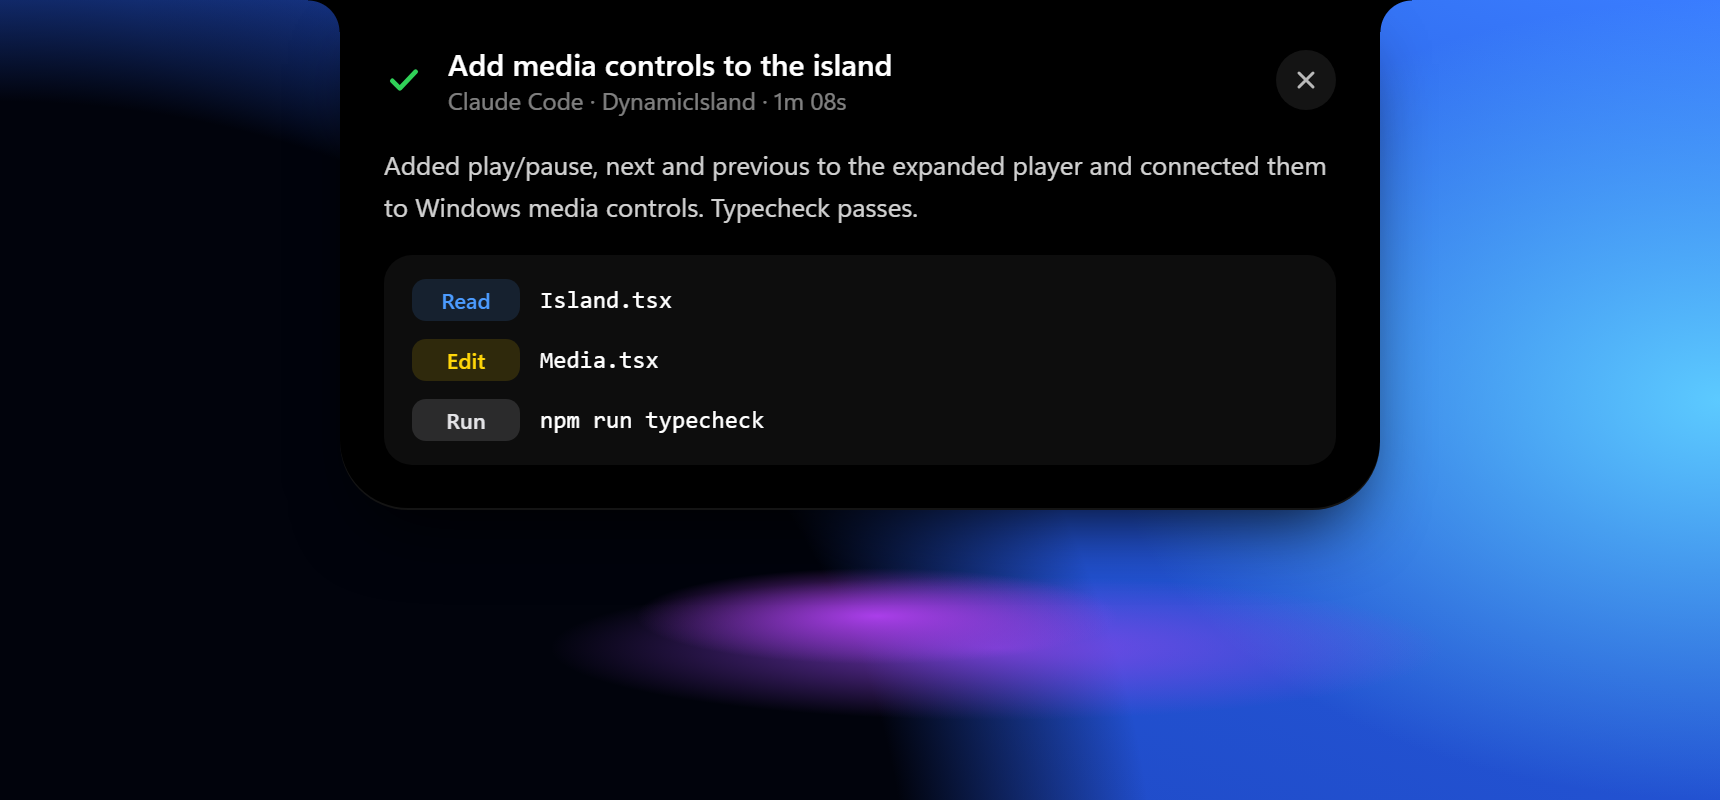 Add media controls to the island
Claude Code · DynamicIsland · 1m 08s
Added play/pause, next and previous to the expanded player and connected them
to Windows media controls. Typecheck passes.
Read Island.tsx
Edit Media.tsx
Run npm run typecheck